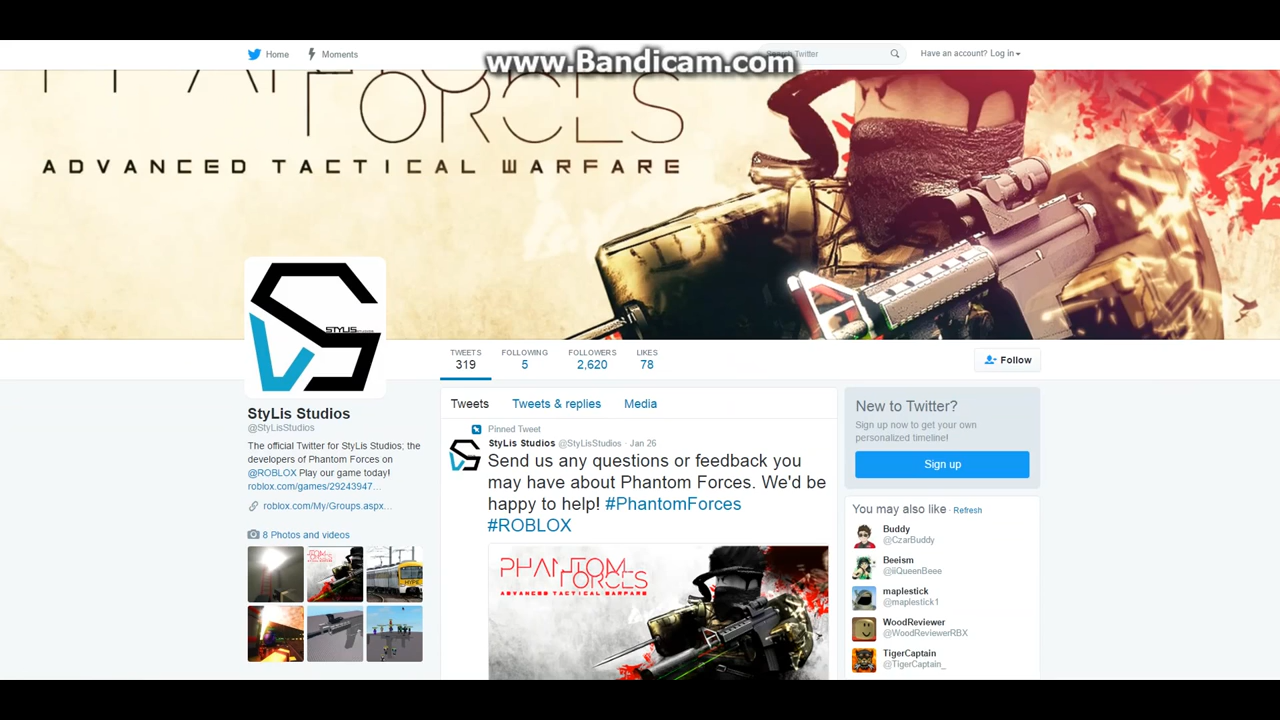 www.Bandicam.com
Home
Moments
Search Twitter
Have an account? Log in
PHANTOM
FORCES
ADVANCED TACTICAL WARFARE
STYLIS
TWEETS
319
FOLLOWING
5
FOLLOWERS
2,620
LIKES
78
Follow
StyLis Studios
@StyLisStudios
The official Twitter for StyLis Studios; the
developers of Phantom Forces on
@ROBLOX Play our game today!
roblox.com/games/29243947...
roblox.com/My/Groups.aspx...
8 Photos and videos
HYPE
Tweets
Tweets & replies
Media
Pinned Tweet
StyLis Studios @StyLisStudios · Jan 26
Send us any questions or feedback you
may have about Phantom Forces. We'd be
happy to help! #PhantomForces
#ROBLOX
PHANTOM
FORCES
ADVANCED TACTICAL WARFARE
New to Twitter?
Sign up now to get your own
personalized timeline!
Sign up
You may also like · Refresh
Buddy
@CzarBuddy
Beeism
@iiQueenBeee
maplestick
@maplestick1
WoodReviewer
@WoodReviewerRBX
TigerCaptain
@TigerCaptain_